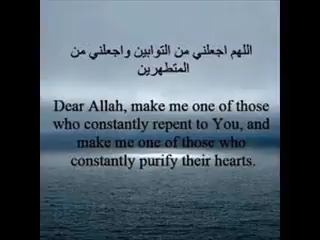 اللهم اجعلني من التوابين واجعلني من
المتطهرين
Dear Allah, make me one of those
who constantly repent to You, and
make me one of those who
constantly purify their hearts.